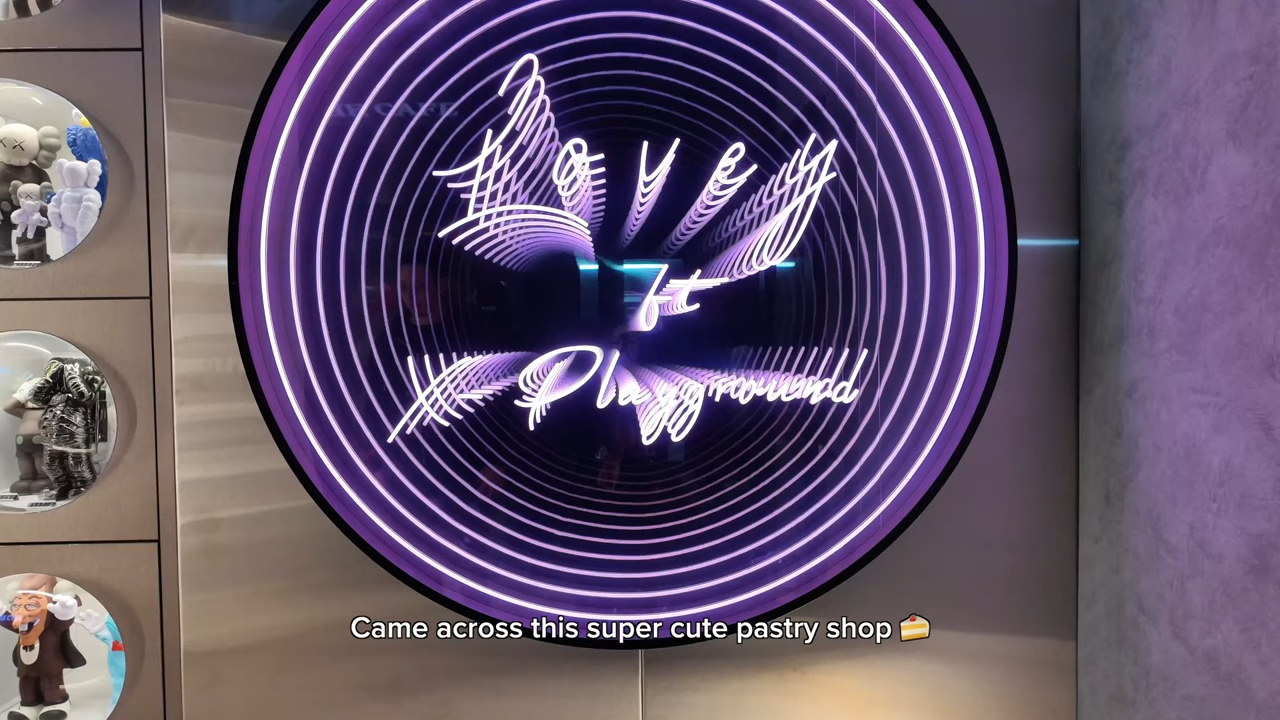 Lovey
ft
X-Playground
Came across this super cute pastry shop 🍰